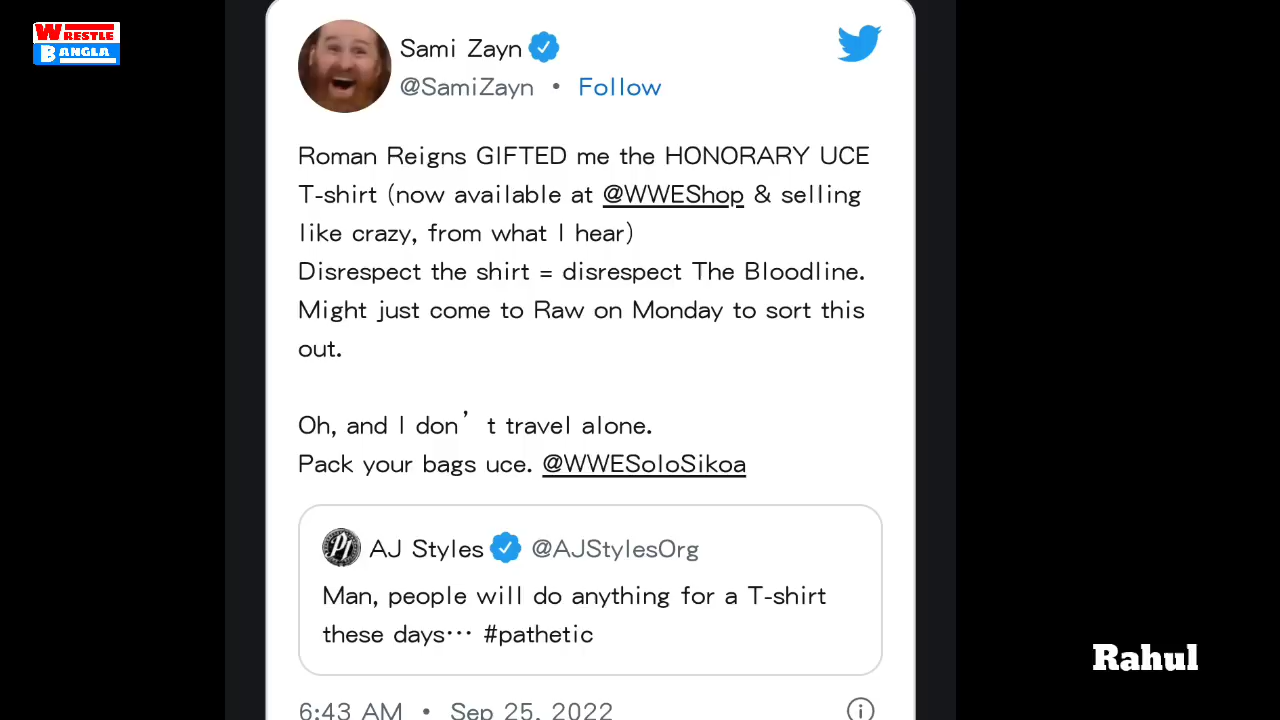 WRESTLE
BANGLA
Sami Zayn
@SamiZayn • Follow
Roman Reigns GIFTED me the HONORARY UCE
T-shirt (now available at @WWEShop & selling
like crazy, from what I hear)
Disrespect the shirt = disrespect The Bloodline.
Might just come to Raw on Monday to sort this
out.
Oh, and I don’t travel alone.
Pack your bags uce. @WWESoloSikoa
P1
AJ Styles @AJStylesOrg
Man, people will do anything for a T-shirt
these days… #pathetic
Rahul
6:43 AM • Sep 25, 2022